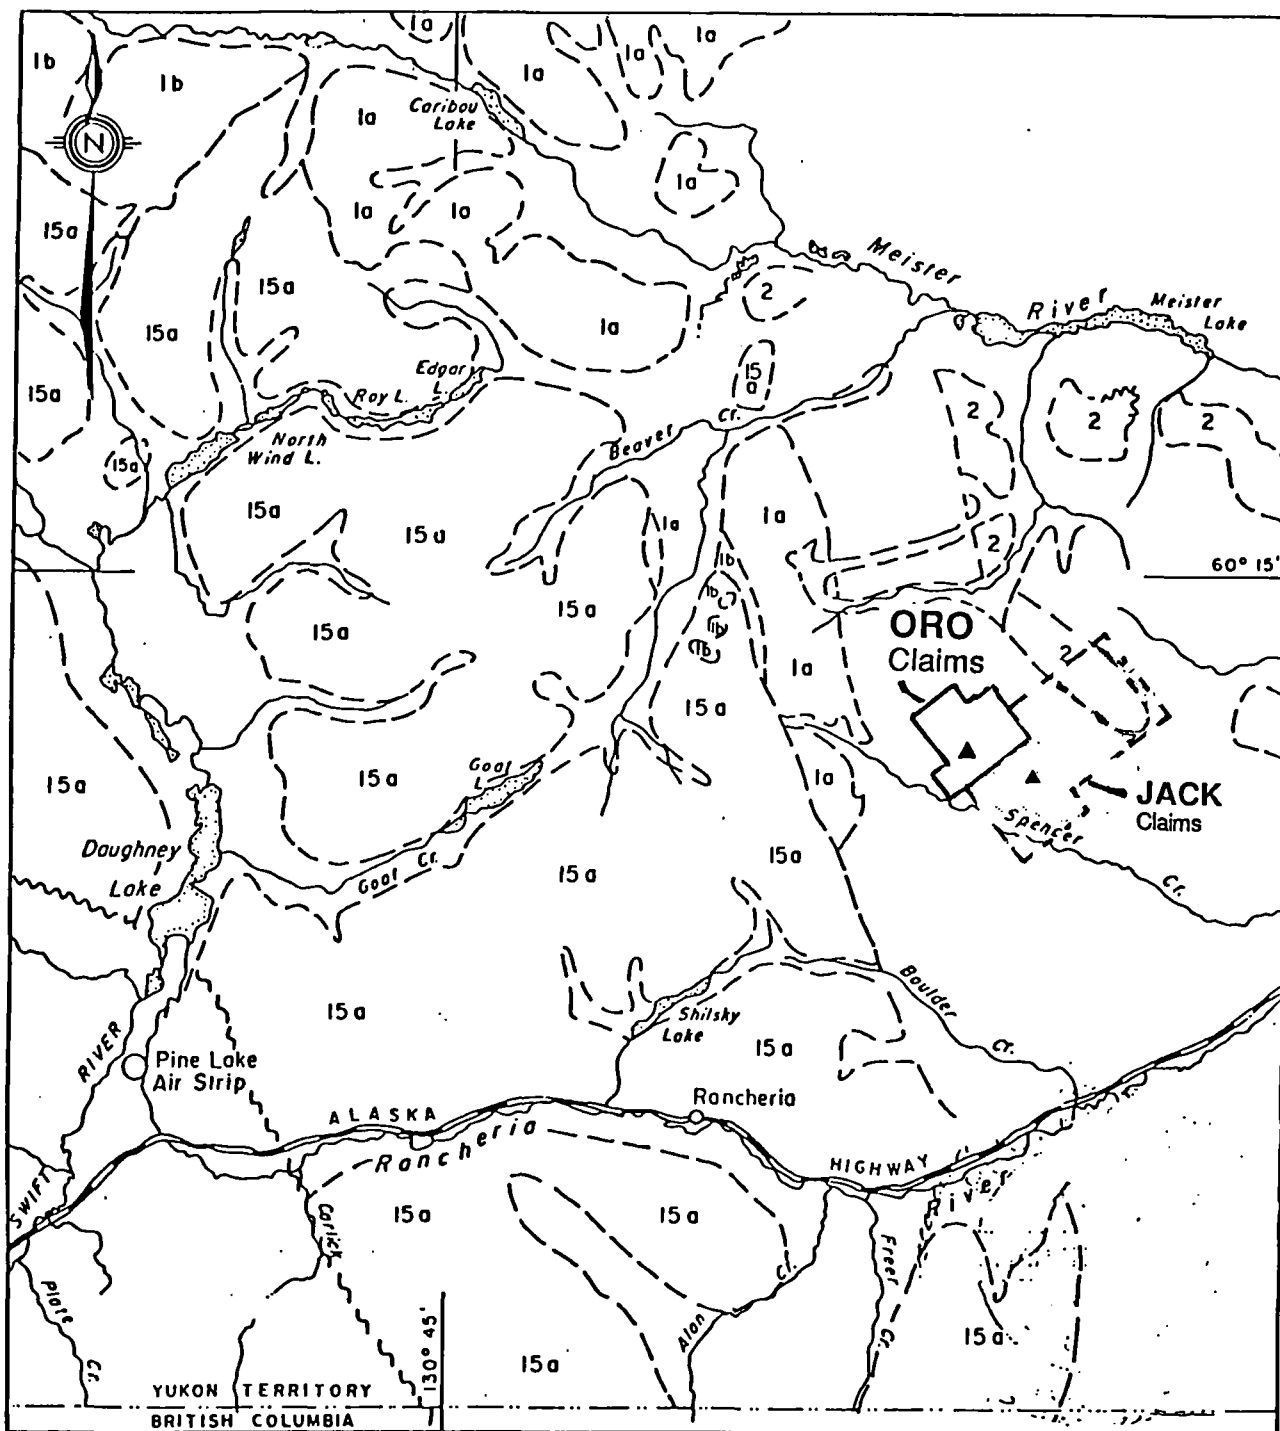 1a
1a
1a
1a
1b
1b
1a
Caribou
Lake
1a
N
1a
1a
1a
15a
Meister
15a
2
River
Meister
Lake
15a
1a
15a
Edgar
L.
15
a
Roy L.
15a
2
2
2
Cr.
Beaver
North
Wind L.
15a
15a
15a
1a
1a
2
1b
60° 15'
1b
15a
1b
15a
ORO
Claims
1b
2
1a
15a
Goat
L.
15a
15a
1a
JACK
Claims
Spencer
Cr.
Daughney
Lake
15a
Goat Cr.
15a
Boulder
Cr.
15a
Shilsky
Lake
15a
RIVER
SWIFT
Pine Lake
Air Strip
Rancheria
ALASKA
HIGHWAY
Rancheria
River
15a
15a
Carlick
Cr.
Alan
Freer
Cr.
15a
15a
Plate
Cr.
130° 45'
YUKON TERRITORY
BRITISH COLUMBIA